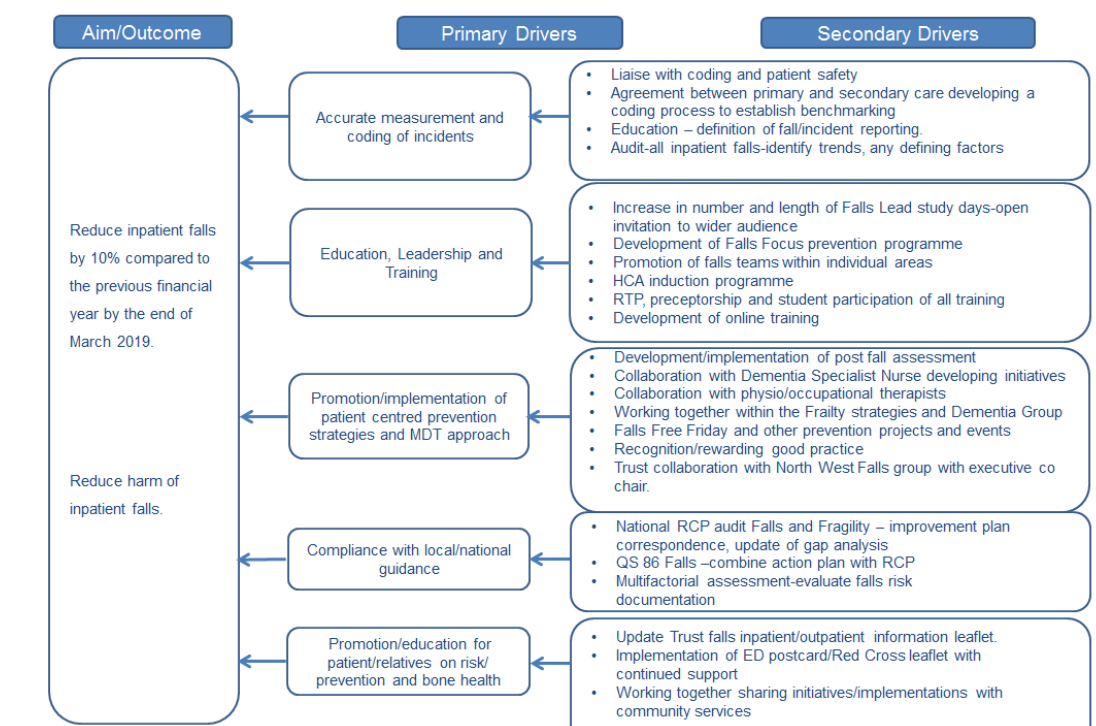 Aim/Outcome
Primary Drivers
Secondary Drivers
Reduce inpatient falls
by 10% compared to
the previous financial
year by the end of
March 2019.
Reduce harm of
inpatient falls.
Accurate measurement and
coding of incidents
• Liaise with coding and patient safety
• Agreement between primary and secondary care developing a
coding process to establish benchmarking
• Education – definition of fall/incident reporting.
• Audit-all inpatient falls-identify trends, any defining factors
Education, Leadership and
Training
• Increase in number and length of Falls Lead study days-open
invitation to wider audience
• Development of Falls Focus prevention programme
• Promotion of falls teams within individual areas
• HCA induction programme
• RTP, preceptorship and student participation of all training
• Development of online training
Promotion/implementation of
patient centred prevention
strategies and MDT approach
• Development/implementation of post fall assessment
• Collaboration with Dementia Specialist Nurse developing initiatives
• Collaboration with physio/occupational therapists
• Working together within the Frailty strategies and Dementia Group
• Falls Free Friday and other prevention projects and events
• Recognition/rewarding good practice
• Trust collaboration with North West Falls group with executive co
chair.
Compliance with local/national
guidance
• National RCP audit Falls and Fragility – improvement plan
correspondence, update of gap analysis
• QS 86 Falls –combine action plan with RCP
• Multifactorial assessment-evaluate falls risk
documentation
Promotion/education for
patient/relatives on risk/
prevention and bone health
• Update Trust falls inpatient/outpatient information leaflet.
• Implementation of ED postcard/Red Cross leaflet with
continued support
• Working together sharing initiatives/implementations with
community services